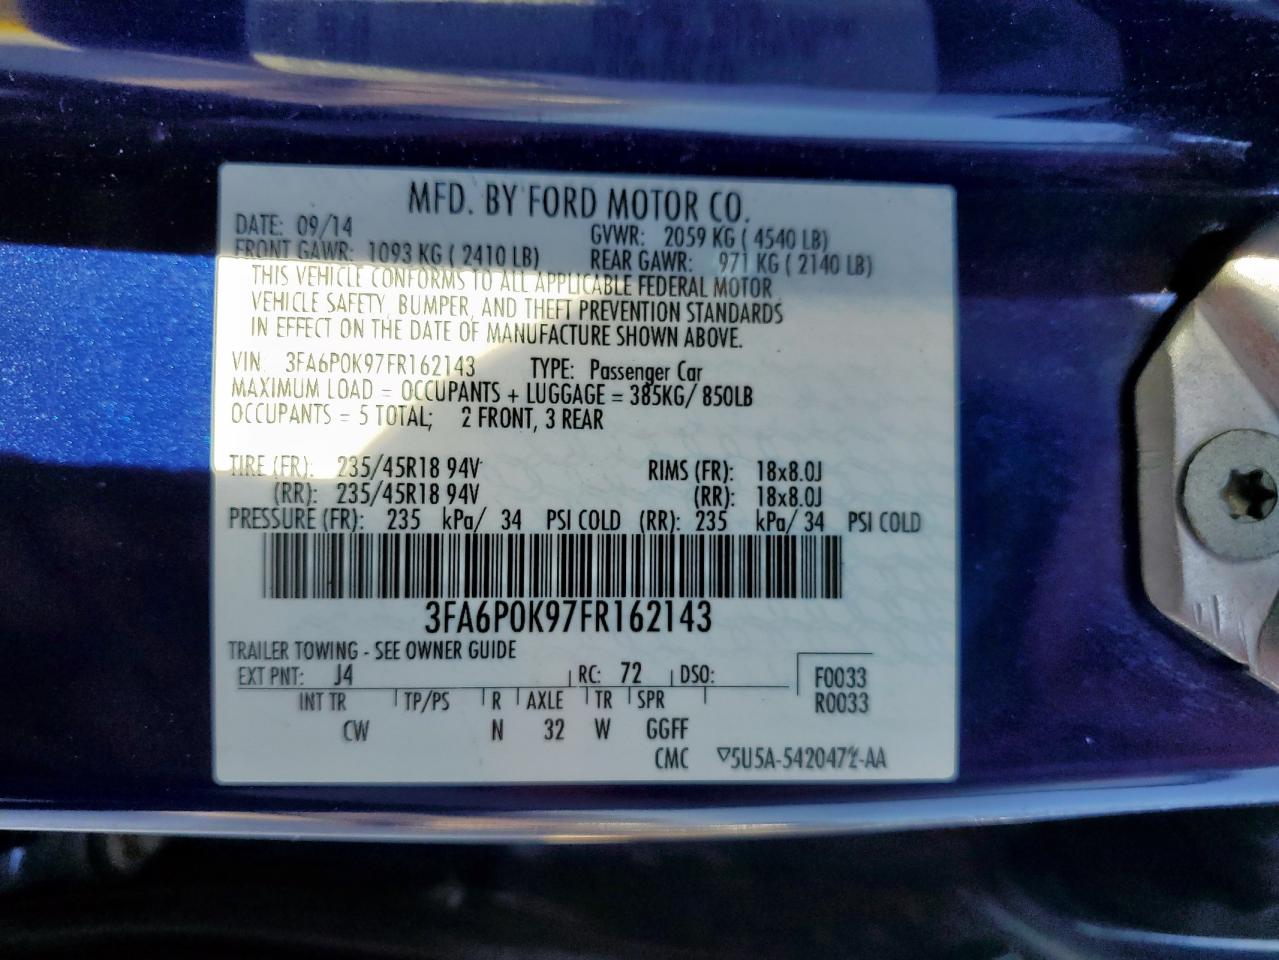 MFD. BY FORD MOTOR CO.
DATE: 09/14 GVWR: 2059 KG ( 4540 LB)
FRONT GAWR: 1093 KG ( 2410 LB) REAR GAWR: 971 KG ( 2140 LB)
THIS VEHICLE CONFORMS TO ALL APPLICABLE FEDERAL MOTOR
VEHICLE SAFETY, BUMPER, AND THEFT PREVENTION STANDARDS
IN EFFECT ON THE DATE OF MANUFACTURE SHOWN ABOVE.
VIN: 3FA6P0K97FR162143 TYPE: Passenger Car
MAXIMUM LOAD = OCCUPANTS + LUGGAGE = 385KG/ 850LB
OCCUPANTS = 5 TOTAL; 2 FRONT, 3 REAR
TIRE (FR): 235/45R18 94V RIMS (FR): 18x8.0J
(RR): 235/45R18 94V (RR): 18x8.0J
PRESSURE (FR): 235 kPa/ 34 PSI COLD (RR): 235 kPa/ 34 PSI COLD
3FA6P0K97FR162143
TRAILER TOWING - SEE OWNER GUIDE
EXT PNT: J4 RC: 72 DSO: F0033
INT TR TP/PS R AXLE TR SPR R0033
CW N 32 W GGFF
CMC